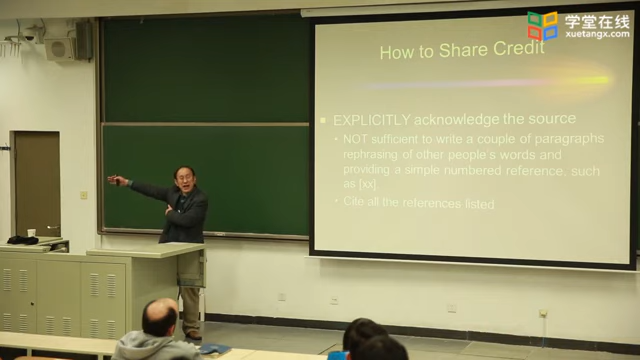 学堂在线
xuetangx.com
How to Share Credit
EXPLICITLY acknowledge the source
NOT sufficient to write a couple of paragraphs
rephrasing of other people's words and
providing a simple numbered reference, such
as [xx]
Cite all the references listed